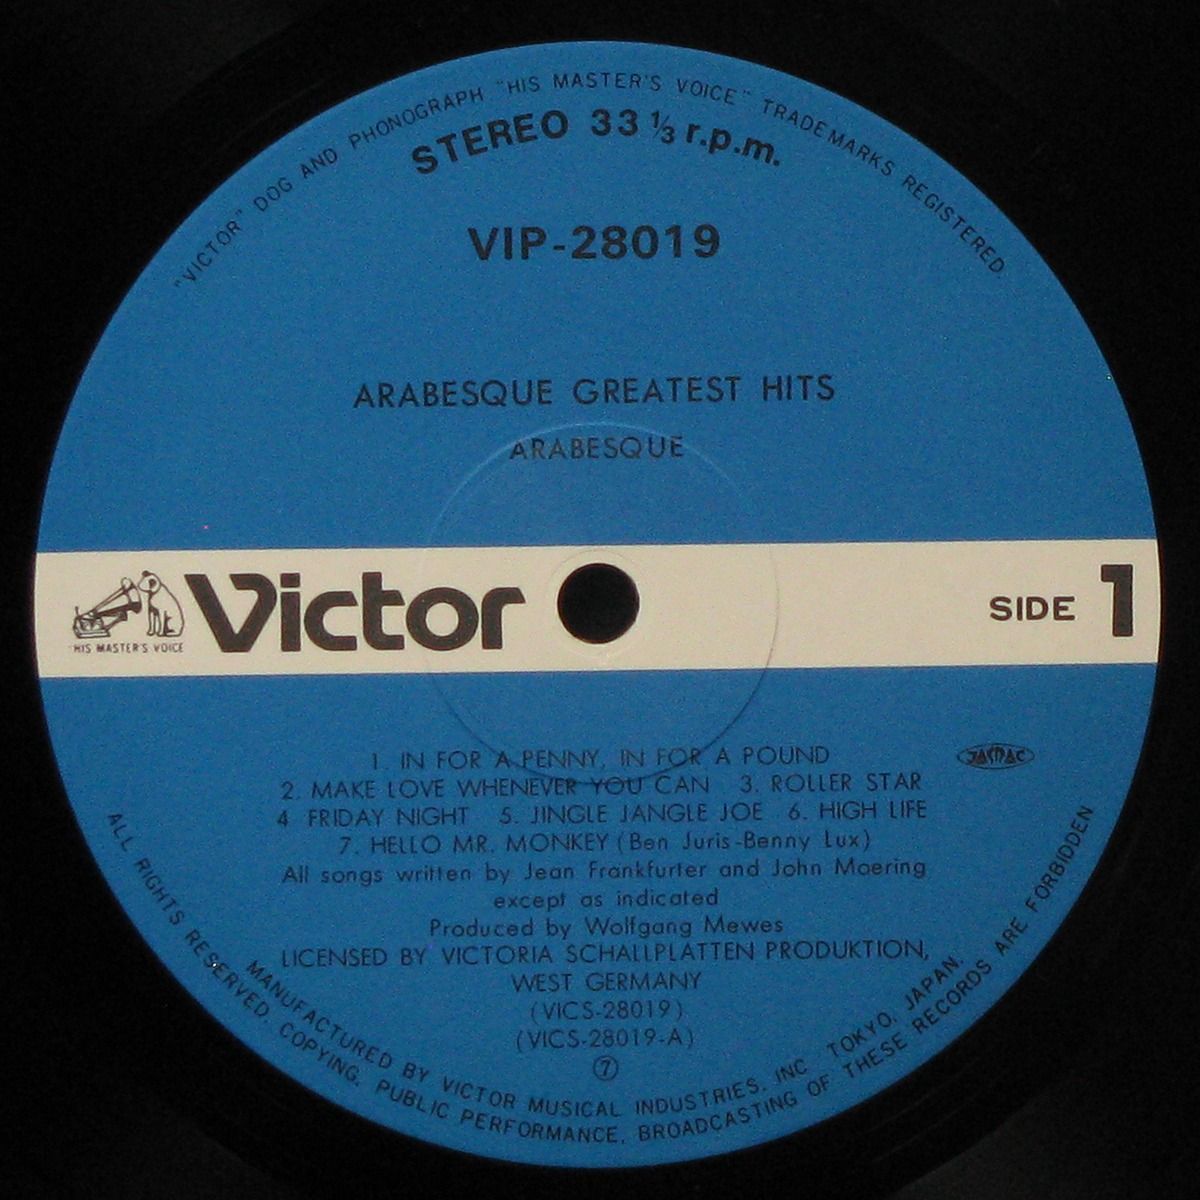 "VICTOR" DOG AND PHONOGRAPH "HIS MASTER'S VOICE" TRADEMARKS REGISTERED.
STEREO 33 1/3 r.p.m.
VIP-28019
ARABESQUE GREATEST HITS
ARABESQUE
"HIS MASTER'S VOICE"
Victor
SIDE 1
1. IN FOR A PENNY, IN FOR A POUND
JASRAC
2. MAKE LOVE WHENEVER YOU CAN 3. ROLLER STAR
4 FRIDAY NIGHT 5. JINGLE JANGLE JOE 6. HIGH LIFE
7. HELLO MR. MONKEY (Ben Juris-Benny Lux)
All songs written by Jean Frankfurter and John Moering
except as indicated
Produced by Wolfgang Mewes
LICENSED BY VICTORIA SCHALLPLATTEN PRODUKTION,
WEST GERMANY
(VICS-28019)
(VICS-28019-A)
⑦
MANUFACTURED BY VICTOR MUSICAL INDUSTRIES, INC. TOKYO, JAPAN.
ALL RIGHTS RESERVED. COPYING, PUBLIC PERFORMANCE, BROADCASTING OF THESE RECORDS ARE FORBIDDEN